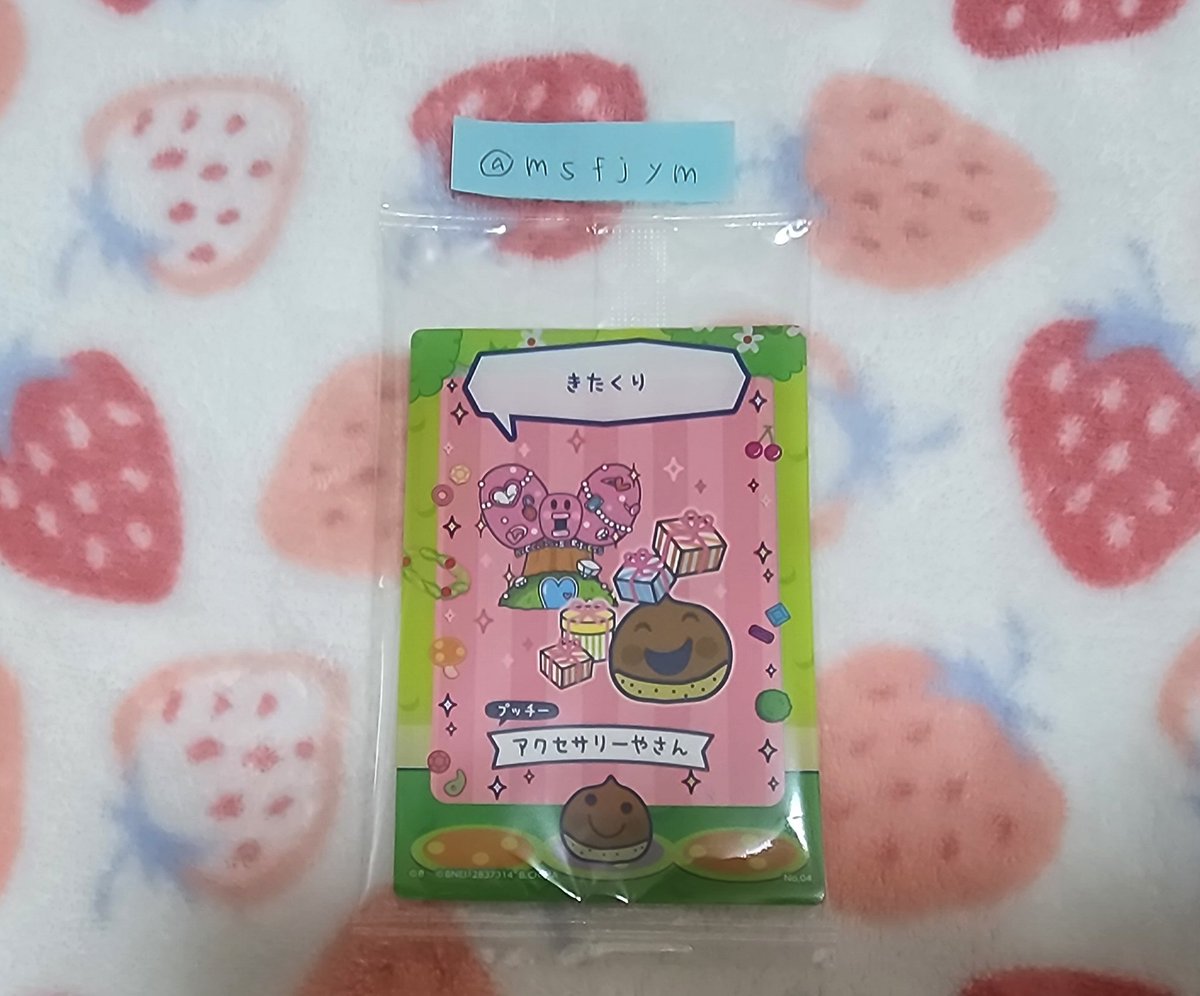 @msfjym
きたくり
プッチー
アクセサリーやさん
No.04